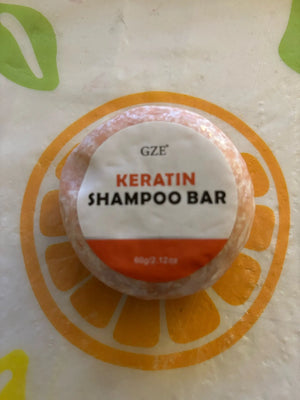 GZE®
KERATIN
SHAMPOO BAR
60g/2.12oz